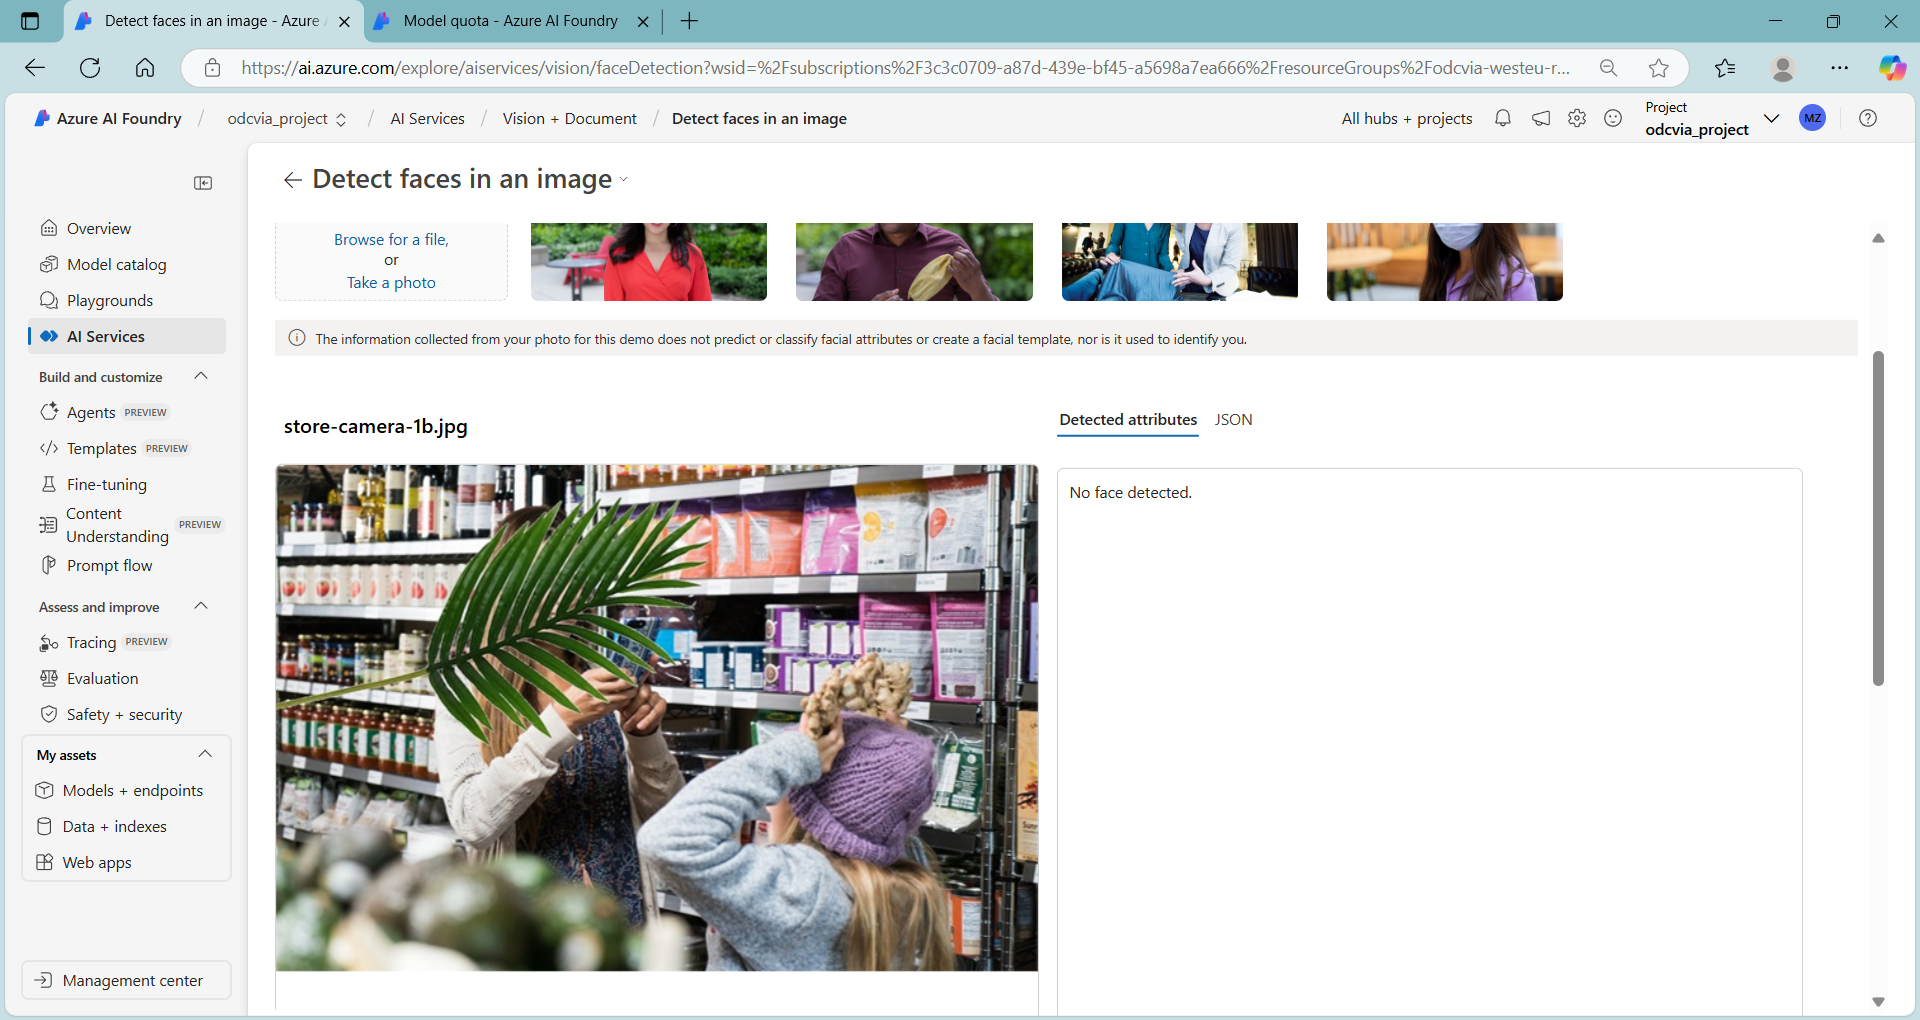 Detect faces in an image - Azure
Model quota - Azure AI Foundry
https://ai.azure.com/explore/aiservices/vision/faceDetection?wsid=%2Fsubscriptions%2F3c3c0709-a87d-439e-bf45-a5698a7ea666%2FresourceGroups%2Fodcvia-westeu-r...
Azure AI Foundry / odcvia_project / AI Services / Vision + Document / Detect faces in an image
All hubs + projects
Project
odcvia_project
MZ
Detect faces in an image
Overview
Model catalog
Playgrounds
AI Services
Build and customize
Agents PREVIEW
Templates PREVIEW
Fine-tuning
Content
Understanding PREVIEW
Prompt flow
Assess and improve
Tracing PREVIEW
Evaluation
Safety + security
My assets
Models + endpoints
Data + indexes
Web apps
Management center
Browse for a file,
or
Take a photo
The information collected from your photo for this demo does not predict or classify facial attributes or create a facial template, nor is it used to identify you.
store-camera-1b.jpg
Detected attributes
JSON
No face detected.